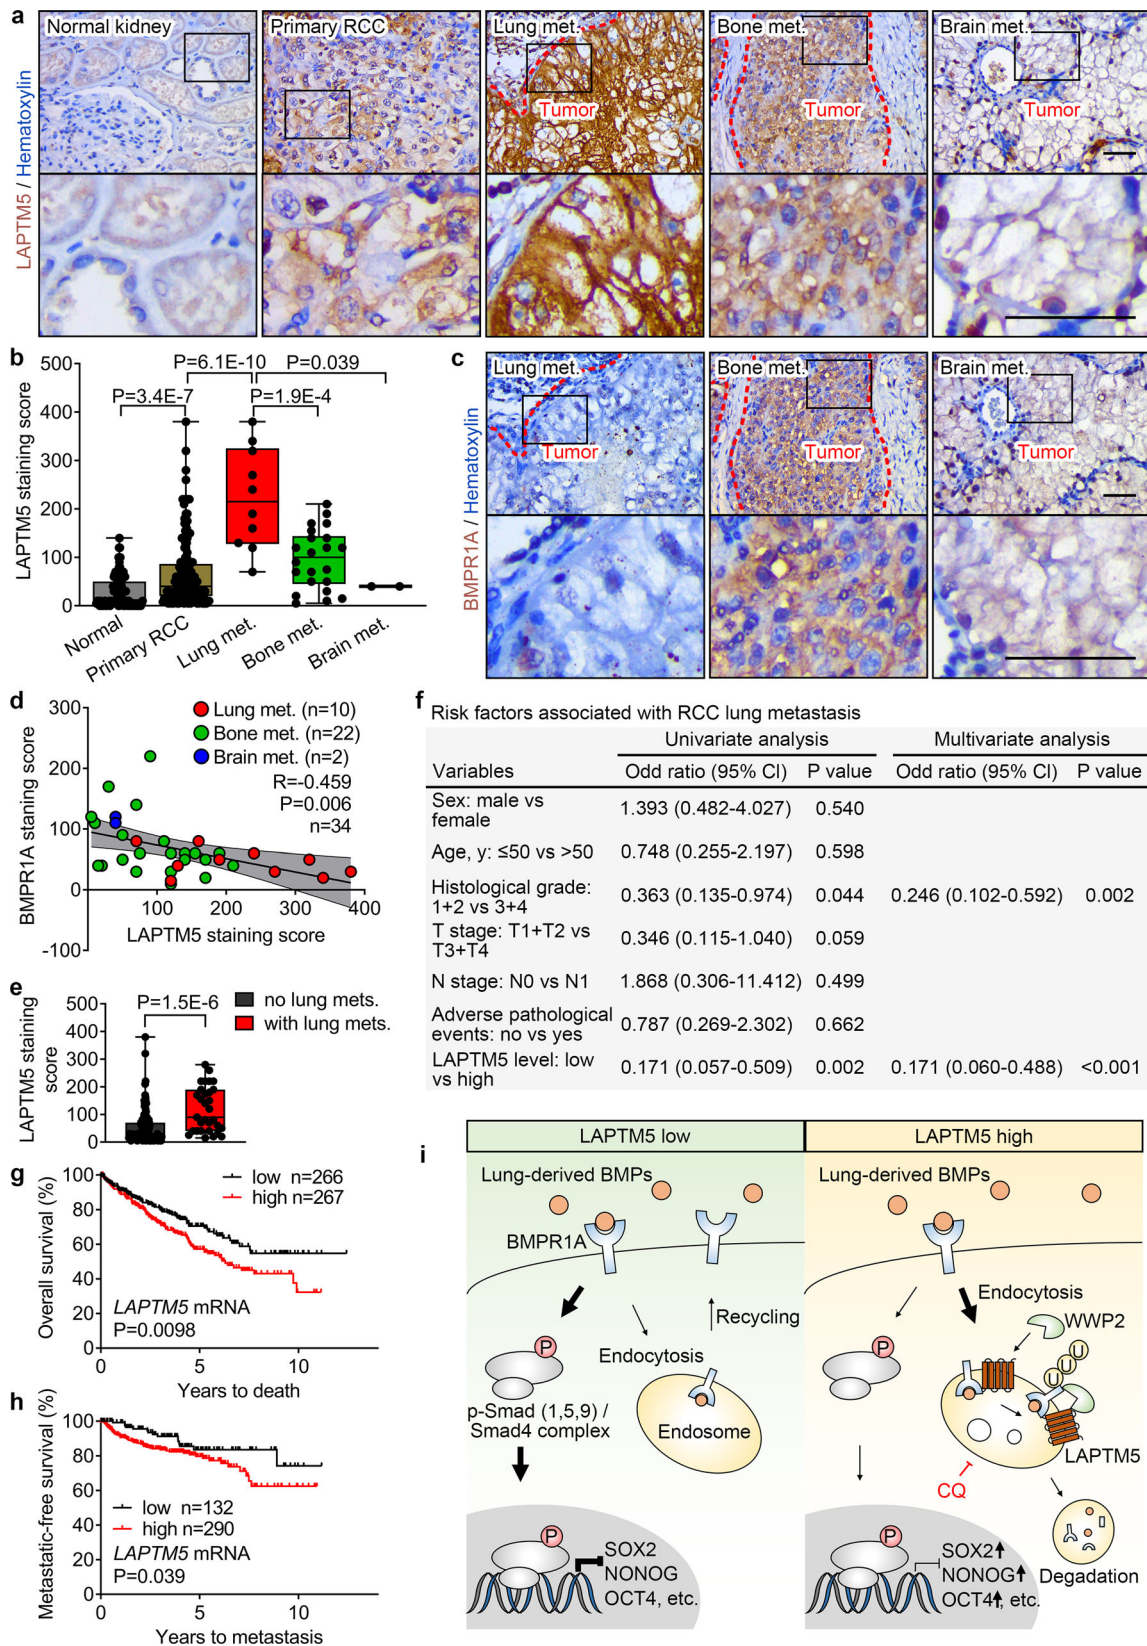 a
Normal kidney
Primary RCC
Lung met.
Bone met.
Brain met.
Tumor
Tumor
Tumor
LAPTM5 / Hematoxylin
b
LAPTM5 staining score
500
400
300
200
100
0
P=3.4E-7
P=6.1E-10
P=0.039
P=1.9E-4
Normal
Primary RCC
Lung met.
Bone met.
Brain met.
c
Lung met.
Bone met.
Brain met.
Tumor
Tumor
Tumor
BMPR1A / Hematoxylin
d
BMPR1A staning score
300
200
100
0
-100
100
200
300
400
LAPTM5 staining score
Lung met. (n=10)
Bone met. (n=22)
Brain met. (n=2)
R=-0.459
P=0.006
n=34
e
LAPTM5 staining
score
500
400
300
200
100
0
P=1.5E-6
no lung mets.
with lung mets.
f
Risk factors associated with RCC lung metastasis
Univariate analysis Multivariate analysis
Variables Odd ratio (95% CI) P value Odd ratio (95% CI) P value
Sex: male vs
female 1.393 (0.482-4.027) 0.540
Age, y: ≤50 vs >50 0.748 (0.255-2.197) 0.598
Histological grade:
1+2 vs 3+4 0.363 (0.135-0.974) 0.044 0.246 (0.102-0.592) 0.002
T stage: T1+T2 vs
T3+T4 0.346 (0.115-1.040) 0.059
N stage: N0 vs N1 1.868 (0.306-11.412) 0.499
Adverse pathological
events: no vs yes 0.787 (0.269-2.302) 0.662
LAPTM5 level: low
vs high 0.171 (0.057-0.509) 0.002 0.171 (0.060-0.488) <0.001
g
Overall survival (%)
100
80
60
40
20
0
0
5
10
low n=266
high n=267
LAPTM5 mRNA
P=0.0098
Years to death
h
Metastatic-free survival (%)
100
80
60
40
20
0
0
5
10
low n=132
high n=290
LAPTM5 mRNA
P=0.039
Years to metastasis
i
LAPTM5 low
Lung-derived BMPs
BMPR1A
P
Recycling
Endocytosis
p-Smad (1,5,9) /
Smad4 complex
Endosome
P
SOX2
NONOG
OCT4, etc.
LAPTM5 high
Lung-derived BMPs
Endocytosis
WWP2
P
U
U
U
LAPTM5
CQ
Degradation
P
SOX2
NONOG
OCT4, etc.